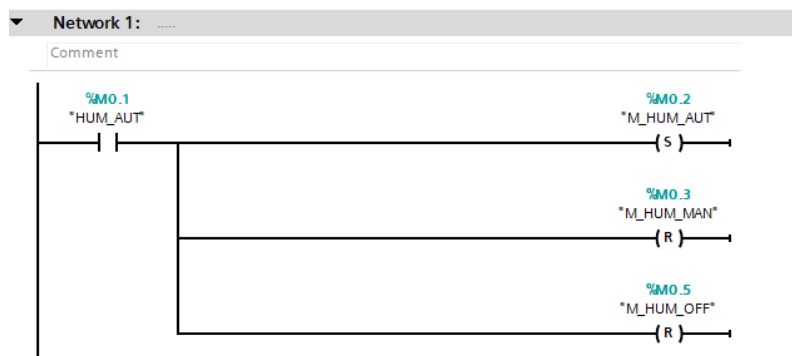 Network 1: .....
Comment
%M0.1
"HUM_AUT"
%M0.2
"M_HUM_AUT"
( S )
%M0.3
"M_HUM_MAN"
( R )
%M0.5
"M_HUM_OFF"
( R )